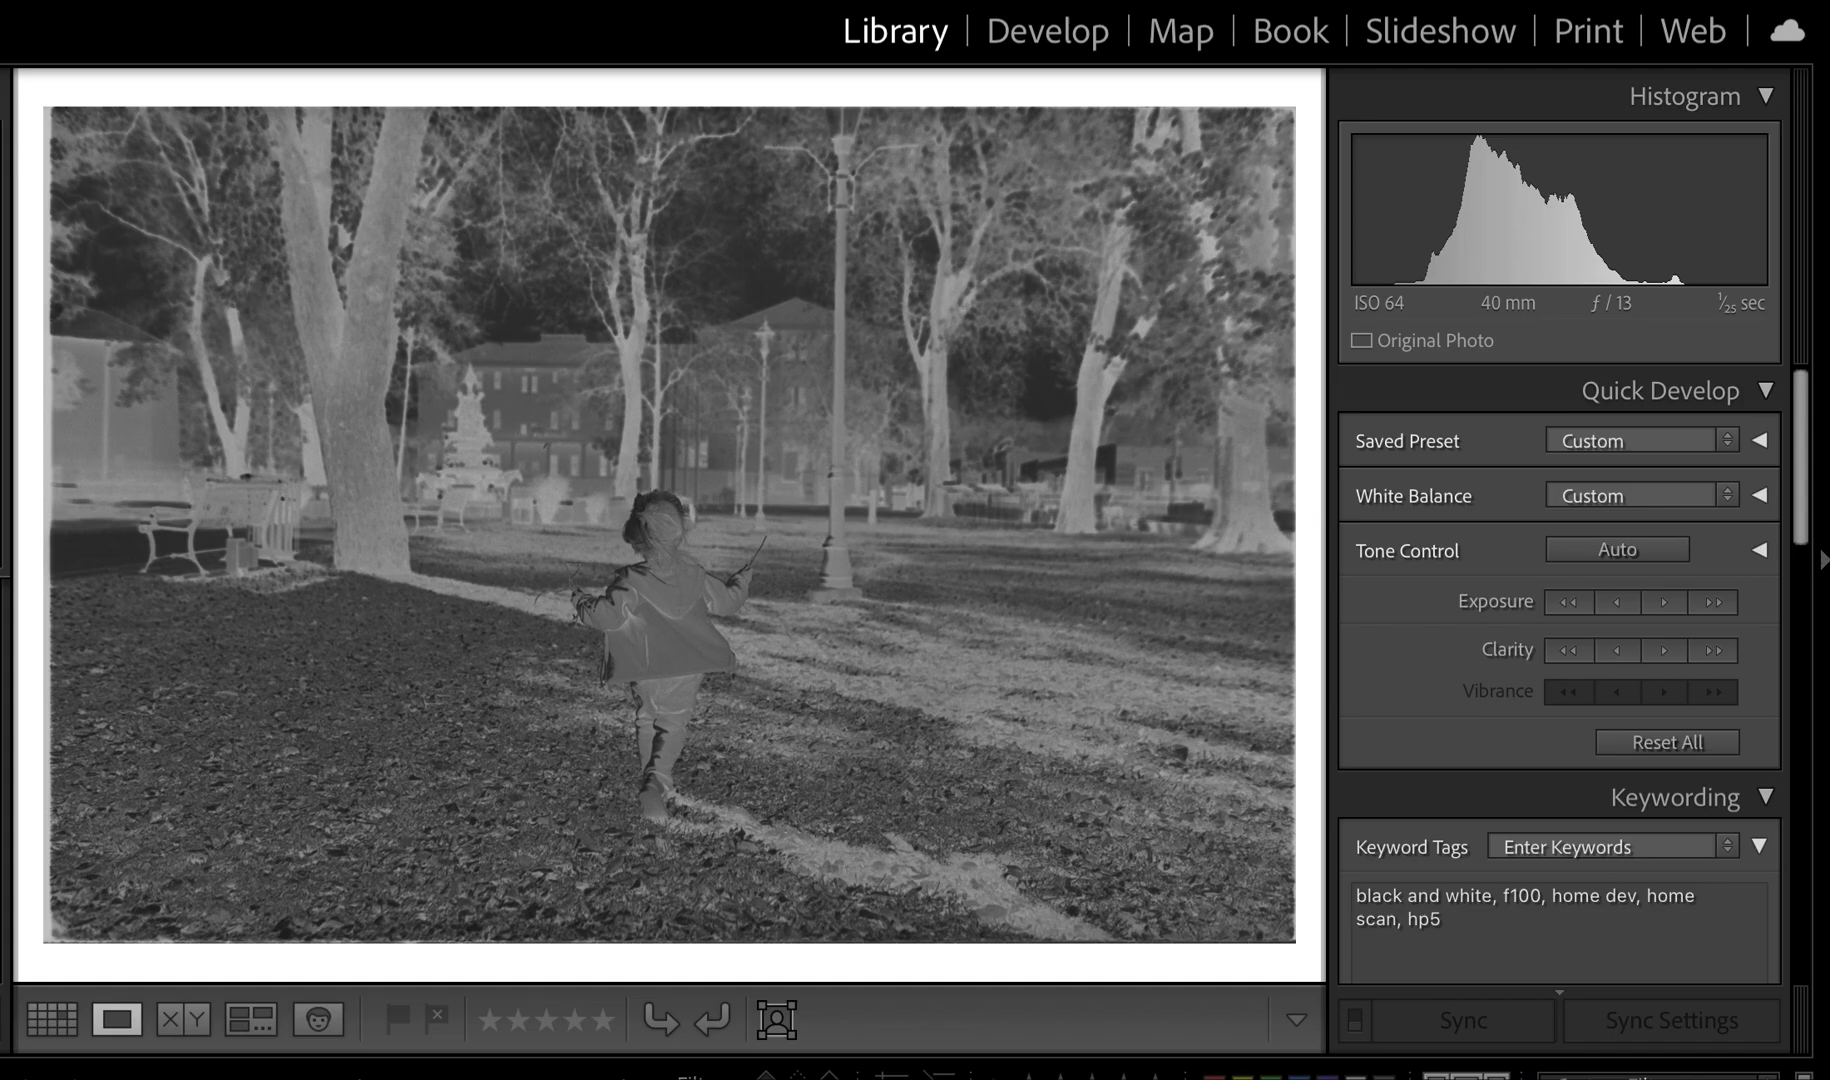 Library | Develop | Map | Book | Slideshow | Print | Web |
Histogram
ISO 64 40 mm ƒ / 13 1/25 sec
Original Photo
Quick Develop
Saved Preset Custom
White Balance Custom
Tone Control Auto
Exposure
Clarity
Vibrance
Reset All
Keywording
Keyword Tags Enter Keywords
black and white, f100, home dev, home
scan, hp5
X Y
Sync Sync Settings